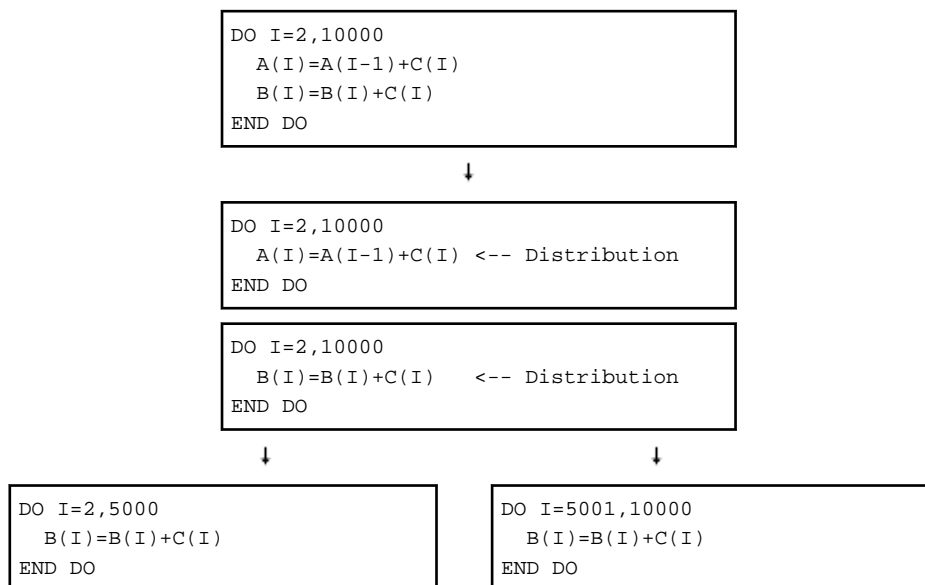 DO I=2,10000
  A(I)=A(I-1)+C(I)
  B(I)=B(I)+C(I)
END DO
DO I=2,10000
  A(I)=A(I-1)+C(I) <-- Distribution
END DO
DO I=2,10000
  B(I)=B(I)+C(I)   <-- Distribution
END DO
DO I=2,5000
  B(I)=B(I)+C(I)
END DO
DO I=5001,10000
  B(I)=B(I)+C(I)
END DO